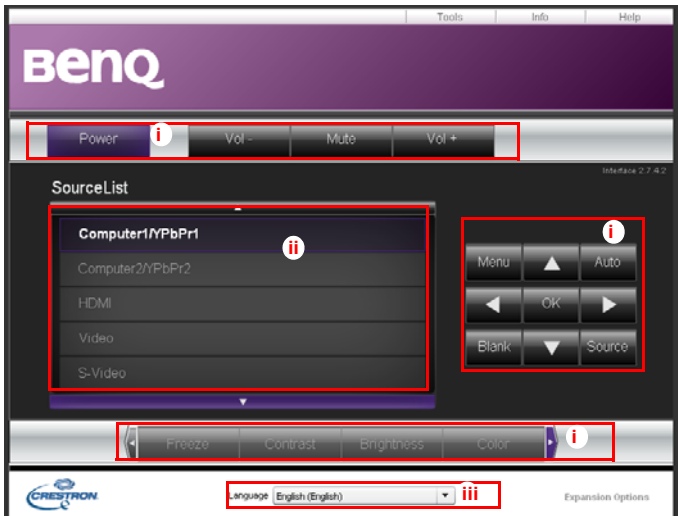 Tools Info Help
BenQ
Power i Vol - Mute Vol +
Interface 2.7.4.2
SourceList
Computer1/YPbPr1
ii
Computer2/YPbPr2
HDMI
Video
S-Video
i
Menu Auto
OK
Blank Source
Freeze Contrast Brightness Color i
CRESTRON
Language English (English) iii
Expansion Options